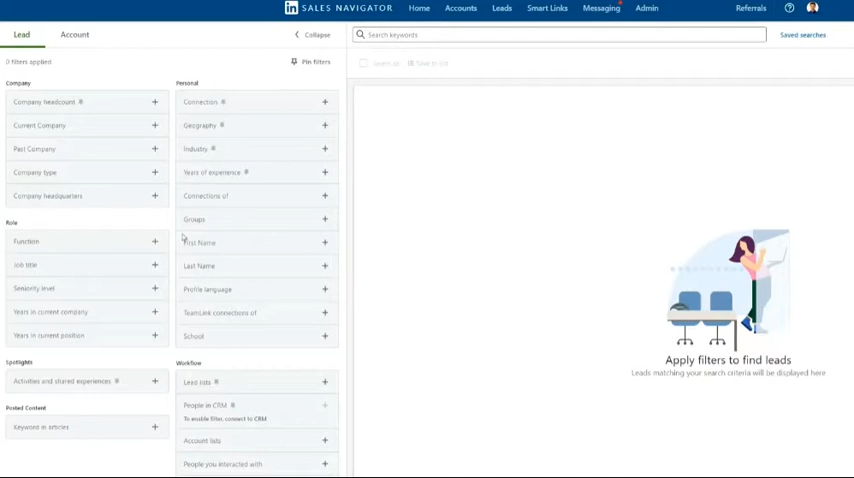 in SALES NAVIGATOR Home Accounts Leads Smart Links Messaging Admin Referrals
Lead Account Collapse
Search keywords
Saved searches
0 filters applied
Pin filters
Select all Save to list
Company
Company headcount
Current Company
Past Company
Company type
Company headquarters
Role
Function
Job title
Seniority level
Years in current company
Years in current position
Spotlights
Activities and shared experiences
Posted Content
Keyword in articles
Personal
Connection
Geography
Industry
Years of experience
Connections of
Groups
First Name
Last Name
Profile language
TeamLink connections of
School
Workflow
Lead lists
People in CRM
To enable filter, connect to CRM
Account lists
People you interacted with
Apply filters to find leads
Leads matching your search criteria will be displayed here